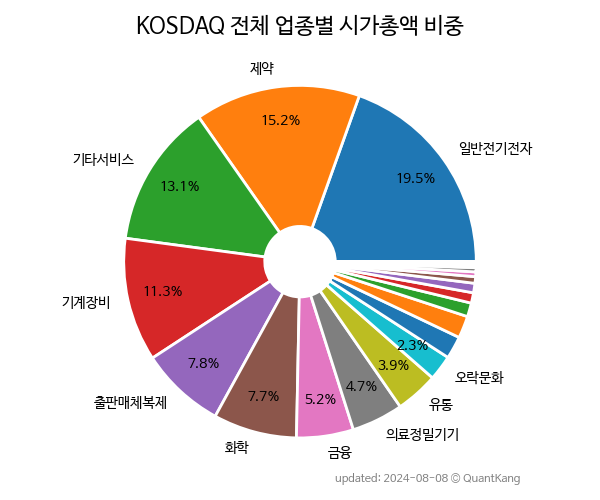 KOSDAQ 전체 업종별 시가총액 비중
제약
15.2%
일반전기전자
19.5%
기타서비스
13.1%
기계장비
11.3%
출판매체복제
7.8%
화학
7.7%
금융
5.2%
의료정밀기기
4.7%
유통
3.9%
오락문화
2.3%
updated: 2024-08-08 © QuantKang